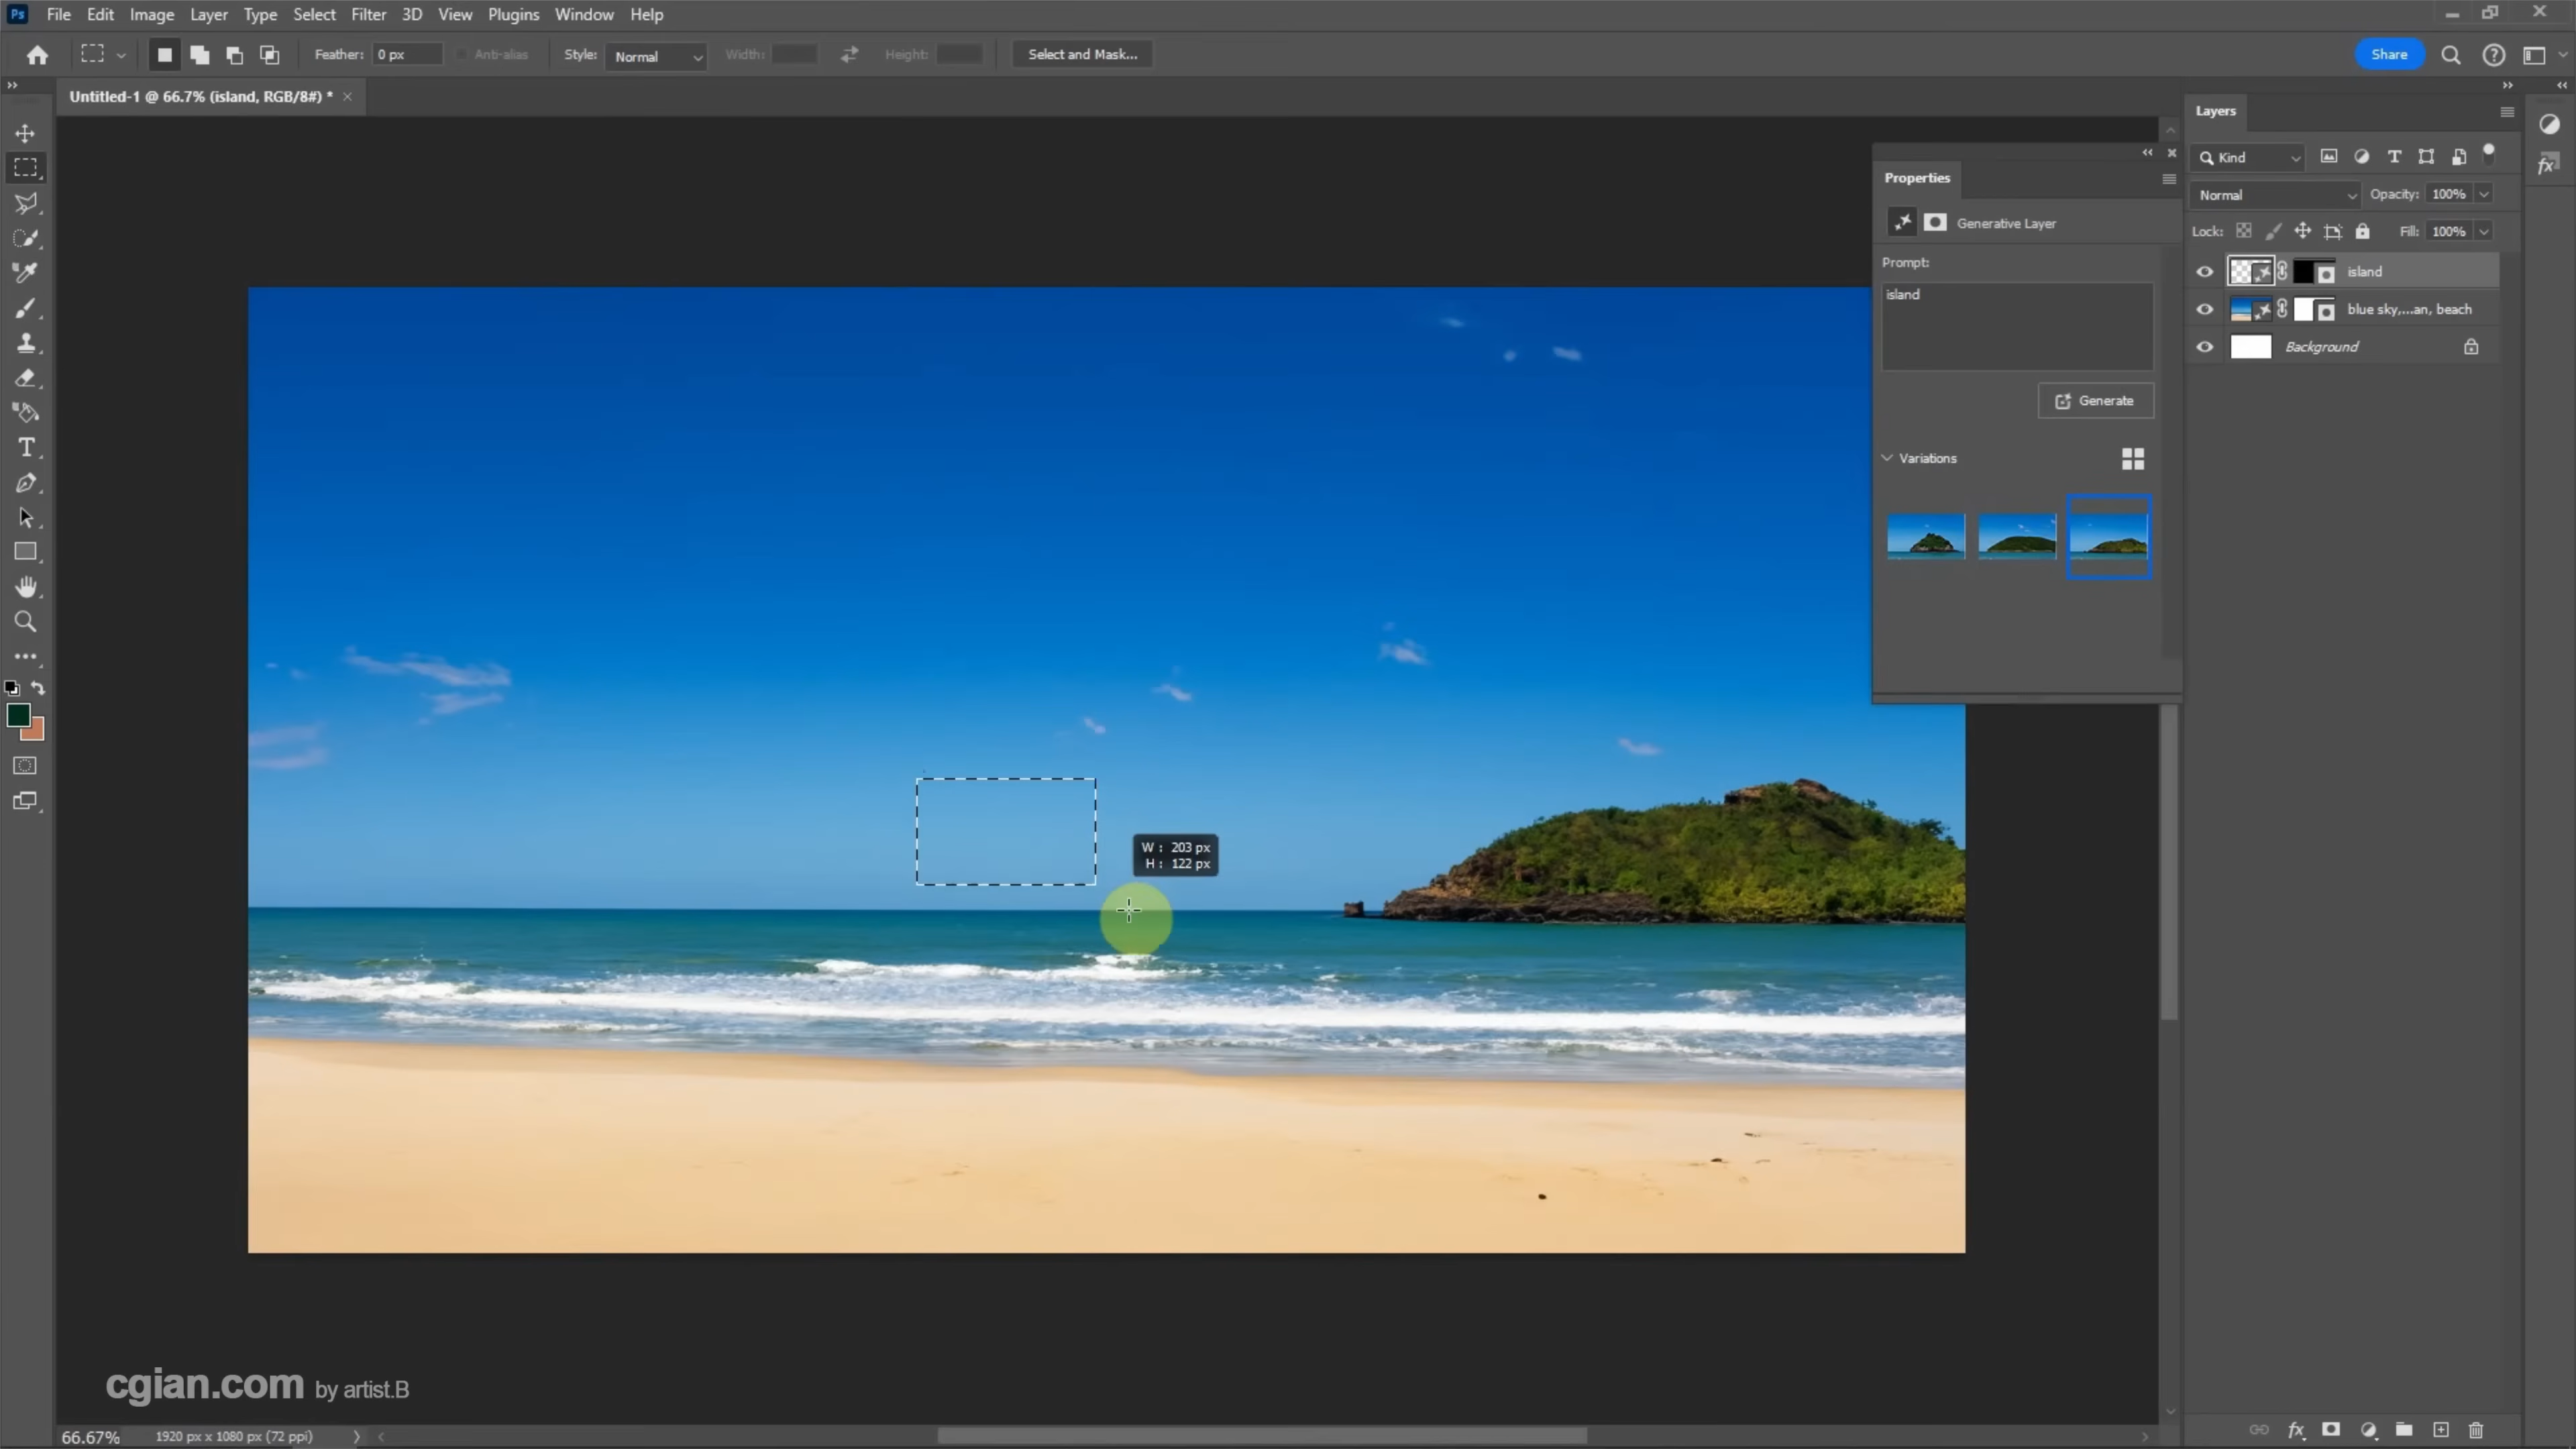 Ps File Edit Image Layer Type Select Filter 3D View Plugins Window Help
Feather: 0 px Anti-alias Style: Normal Width: Height: Select and Mask... Share
Untitled-1 @ 66.7% (island, RGB/8#) *
Layers
Kind
Normal Opacity: 100%
Lock: Fill: 100%
island
blue sky,...an, beach
Background
Properties
Generative Layer
Prompt:
island
Generate
Variations
W : 203 px
H : 122 px
cgian.com by artist.B
66.67% 1920 px x 1080 px (72 ppi)